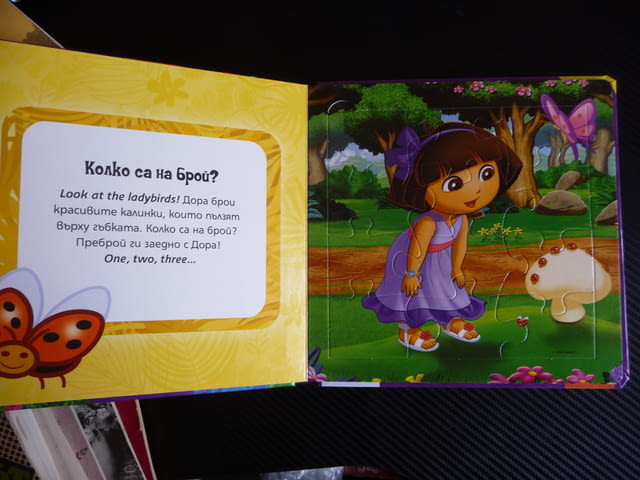 Колко са на брой?
Look at the ladybirds! Дора брои
красивите калинки, които пълзят
върху гъбката. Колко са на брой?
Преброй ги заедно с Дора!
One, two, three...